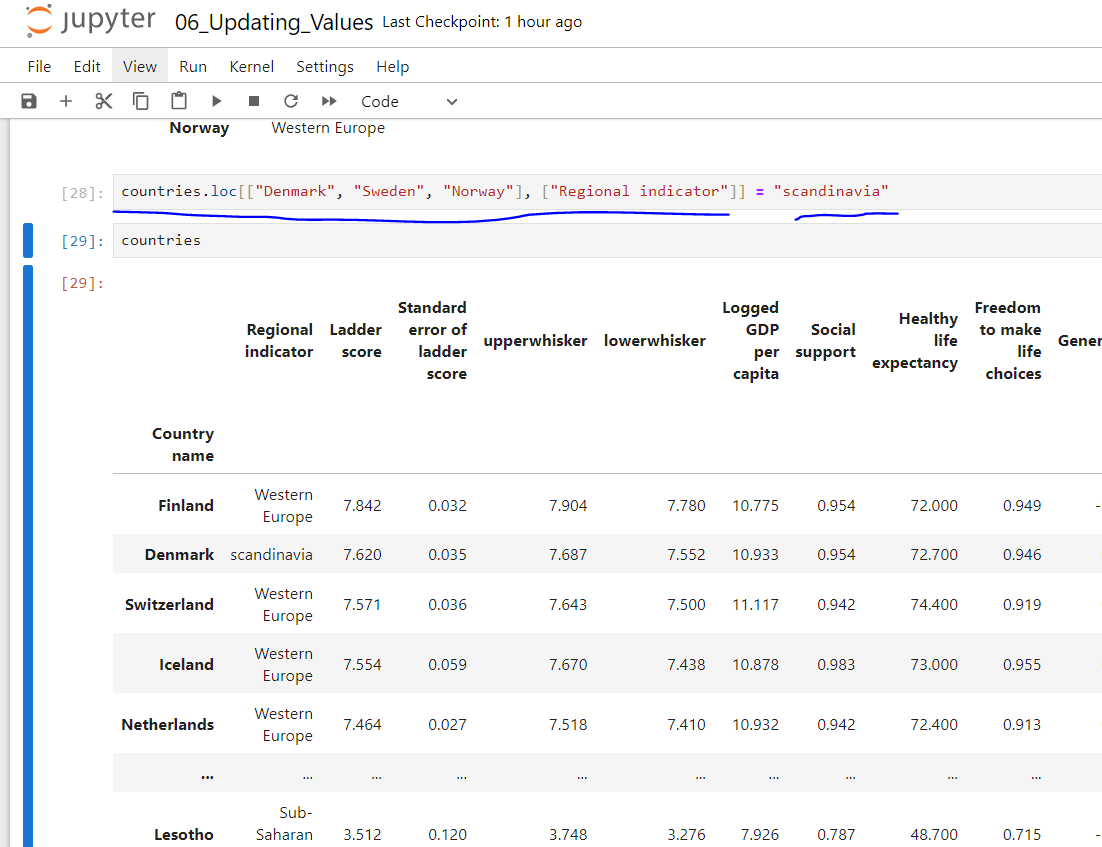 jupyter 06_Updating_Values Last Checkpoint: 1 hour ago
File Edit View Run Kernel Settings Help
Code
Norway Western Europe
[28]: countries.loc[["Denmark", "Sweden", "Norway"], ["Regional indicator"]] = "scandinavia"
[29]: countries
[29]:
Regional indicator Ladder score Standard error of ladder score upperwhisker lowerwhisker Logged GDP per capita Social support Healthy life expectancy Freedom to make life choices Gener
Country name
Finland Western Europe 7.842 0.032 7.904 7.780 10.775 0.954 72.000 0.949 -
Denmark scandinavia 7.620 0.035 7.687 7.552 10.933 0.954 72.700 0.946
Switzerland Western Europe 7.571 0.036 7.643 7.500 11.117 0.942 74.400 0.919
Iceland Western Europe 7.554 0.059 7.670 7.438 10.878 0.983 73.000 0.955
Netherlands Western Europe 7.464 0.027 7.518 7.410 10.932 0.942 72.400 0.913
... ... ... ... ... ... ... ... ... ...
Lesotho Sub-Saharan 3.512 0.120 3.748 3.276 7.926 0.787 48.700 0.715 -